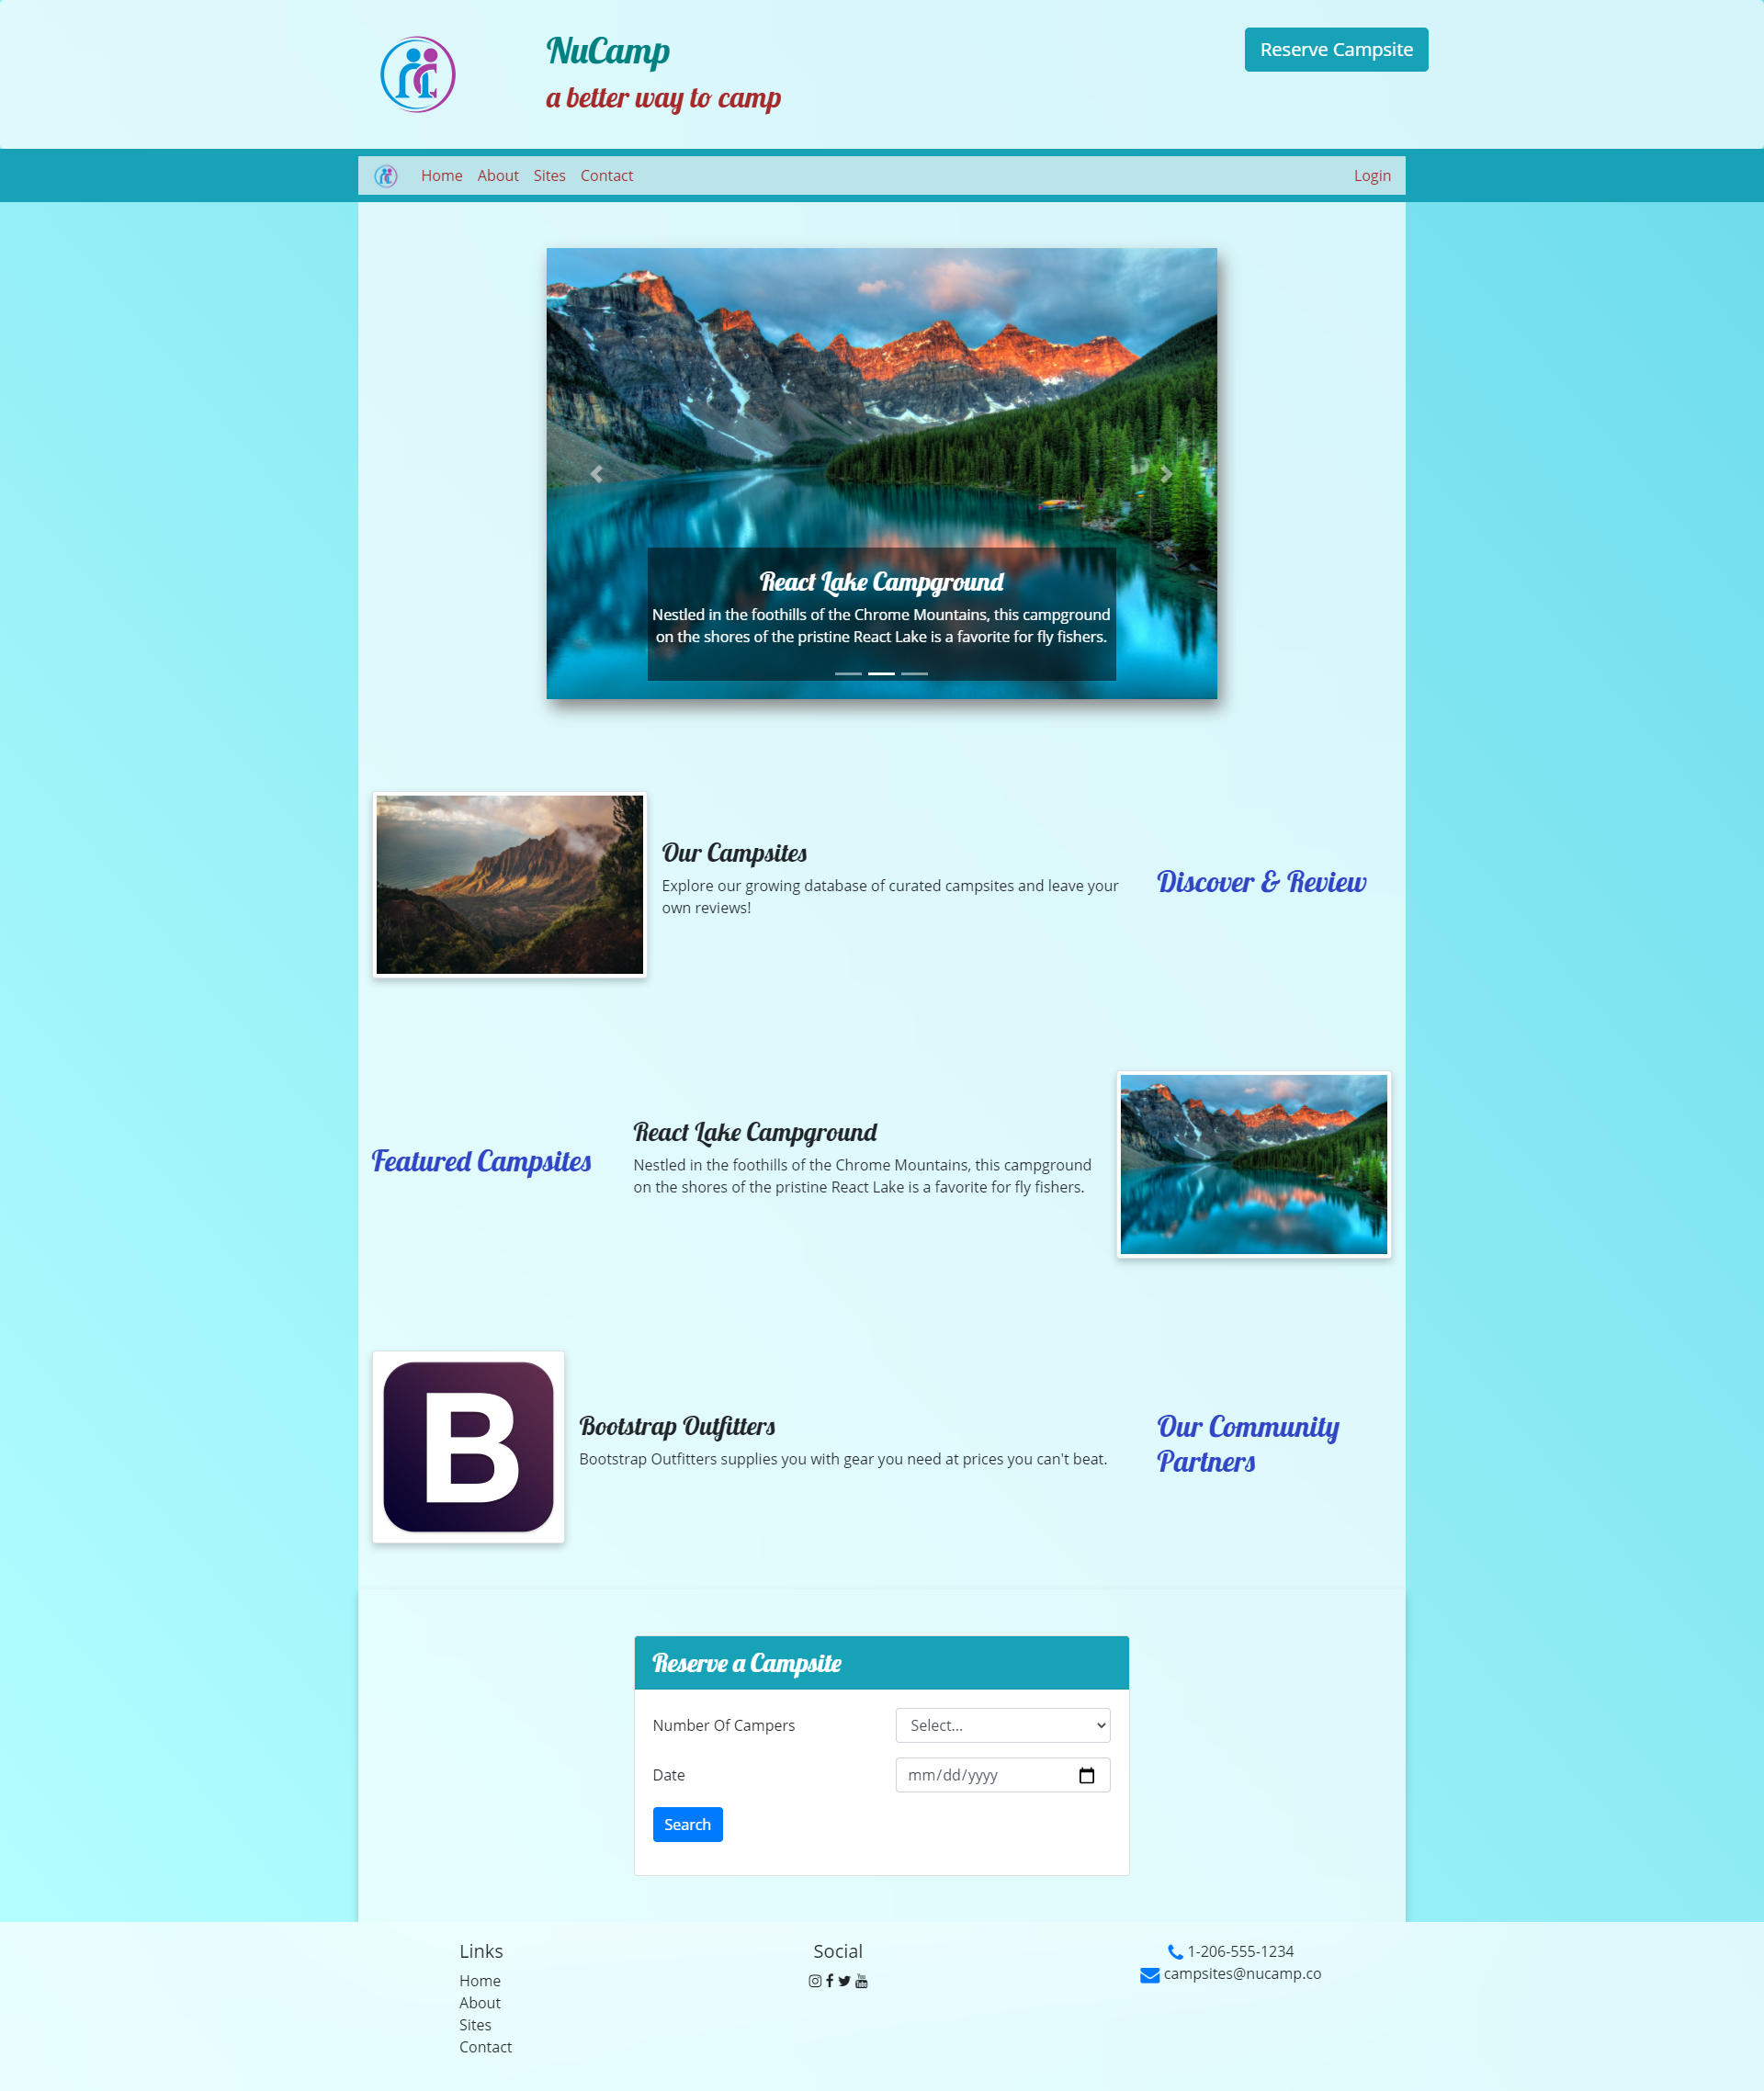 NuCamp
a better way to camp
Reserve Campsite
Home About Sites Contact Login
React Lake Campground
Nestled in the foothills of the Chrome Mountains, this campground
on the shores of the pristine React Lake is a favorite for fly fishers.
Our Campsites
Explore our growing database of curated campsites and leave your
own reviews!
Discover & Review
Featured Campsites
React Lake Campground
Nestled in the foothills of the Chrome Mountains, this campground
on the shores of the pristine React Lake is a favorite for fly fishers.
B
Bootstrap Outfitters
Bootstrap Outfitters supplies you with gear you need at prices you can't beat.
Our Community
Partners
Reserve a Campsite
Number Of Campers
Select...
Date
mm/dd/yyyy
Search
Links
Home
About
Sites
Contact
Social
1-206-555-1234
campsites@nucamp.co